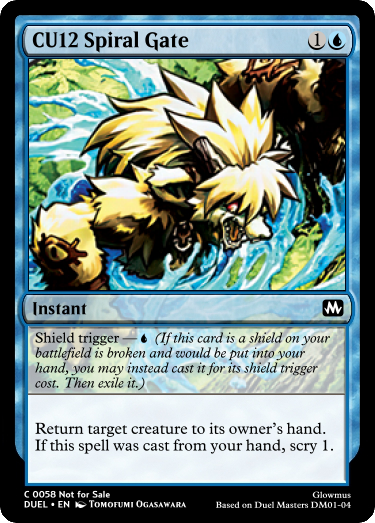 CU12 Spiral Gate 1
Instant
Shield trigger — (If this card is a shield on your
battlefield is broken and would be put into your
hand, you may instead cast it for its shield trigger
cost. Then exile it.)
Return target creature to its owner's hand.
If this spell was cast from your hand, scry 1.
C 0058 Not for Sale
DUEL • EN Tomofumi Ogasawara
Glowmus
Based on Duel Masters DM01-04